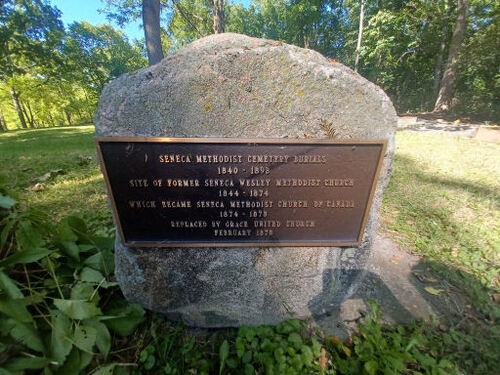 SENECA METHODIST CEMETERY BURIALS
1840 - 1893
SITE OF FORMER SENECA WESLEY METHODIST CHURCH
1844 - 1874
WHICH BECAME SENECA METHODIST CHURCH OF CANADA
1874 - 1878
REPLACED BY GRACE UNITED CHURCH
FEBRUARY 1878